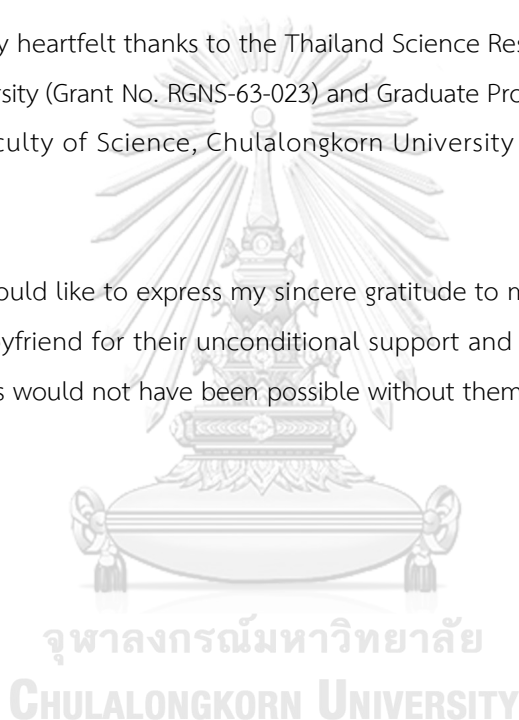 y heartfelt thanks to the Thailand Science Res
rsity (Grant No. RGNS-63-023) and Graduate Pro
culty of Science, Chulalongkorn University
ould like to express my sincere gratitude to m
yfriend for their unconditional support and
s would not have been possible without them
จุฬาลงกรณ์มหาวิทยาลัย
CHULALONGKORN UNIVERSITY